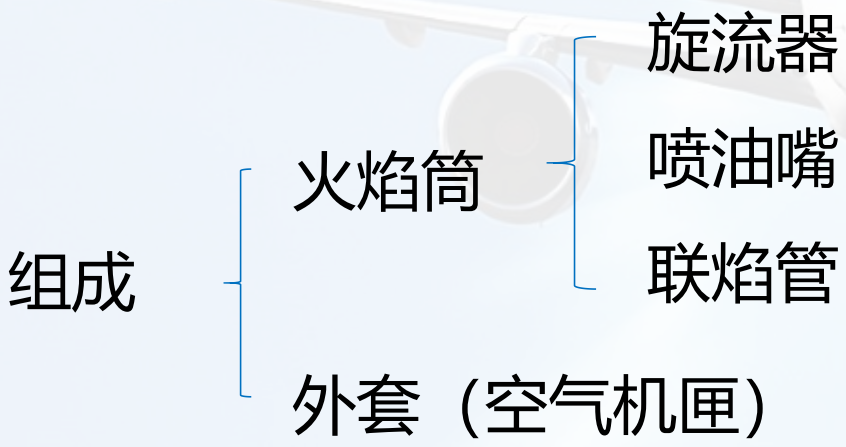 组成
火焰筒
旋流器
喷油嘴
联焰管
外套（空气机匣）